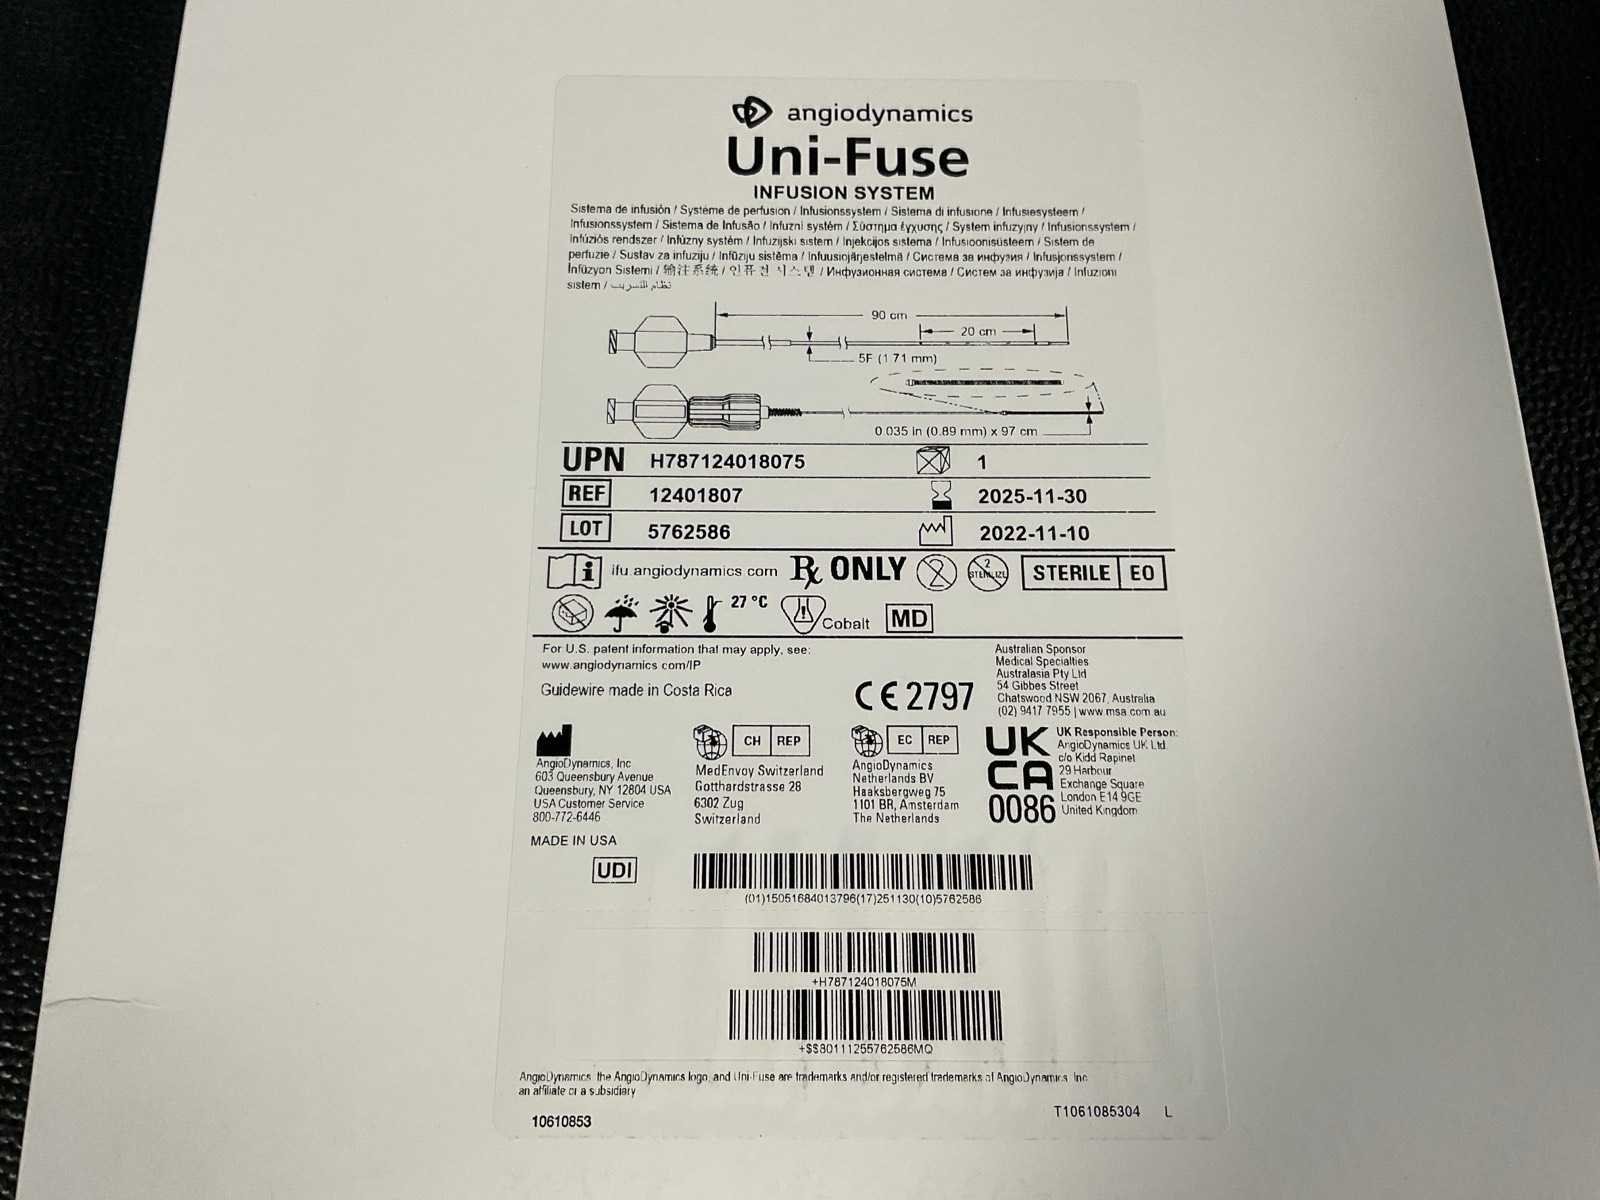 angiodynamics
Uni-Fuse
INFUSION SYSTEM
Sistema de infusión / Système de perfusion / Infusionssystem / Sistema di infusione / Infusiesysteem /
Infusionssystem / Sistema de Infusão / Infuzní systém / Σύστημα έγχυσης / System infuzyjny / Infusionssystem /
Infúziós rendszer / Infúzny systém / Infuzijski sistem / Injekcijos sistema / Infusioonisüsteem / Sistem de
perfuzie / Sustav za infuziju / Infūziju sistēma / Infuusiojärjestelmä / Система за инфузия / Infusjonssystem /
İnfüzyon Sistemi / 输注系统 / 인퓨전 시스템 / Инфузионная система / Систем за инфузија / Infuzioni
sistem / نظام التسريب
90 cm
20 cm
5F (1.71 mm)
0.035 in (0.89 mm) x 97 cm
UPN H787124018075 1
REF 12401807 2025-11-30
LOT 5762586 2022-11-10
ifu.angiodynamics.com Rx ONLY 2 2 STERILIZE STERILE EO
27 °C Cobalt MD
For U.S. patent information that may apply, see:
www.angiodynamics.com/IP
Guidewire made in Costa Rica
CE 2797
Australian Sponsor
Medical Specialties
Australasia Pty Ltd
54 Gibbes Street
Chatswood NSW 2067, Australia
(02) 9417 7955 | www.msa.com.au
AngioDynamics, Inc
603 Queensbury Avenue
Queensbury, NY 12804 USA
USA Customer Service
800-772-6446
MADE IN USA
CH REP
MedEnvoy Switzerland
Gotthardstrasse 28
6302 Zug
Switzerland
EC REP
AngioDynamics
Netherlands BV
Haaksbergweg 75
1101 BR, Amsterdam
The Netherlands
UK
CA
0086
UK Responsible Person:
AngioDynamics UK Ltd.
c/o Kidd Rapinet
29 Harbour
Exchange Square
London E14 9GE
United Kingdom
UDI
(01)15051684013796(17)251130(10)5762586
+H787124018075M
+$$80111255762586MQ
AngioDynamics, the AngioDynamics logo, and Uni-Fuse are trademarks and/or registered trademarks of AngioDynamics, Inc.
an affiliate or a subsidiary
10610853
T1061085304 L